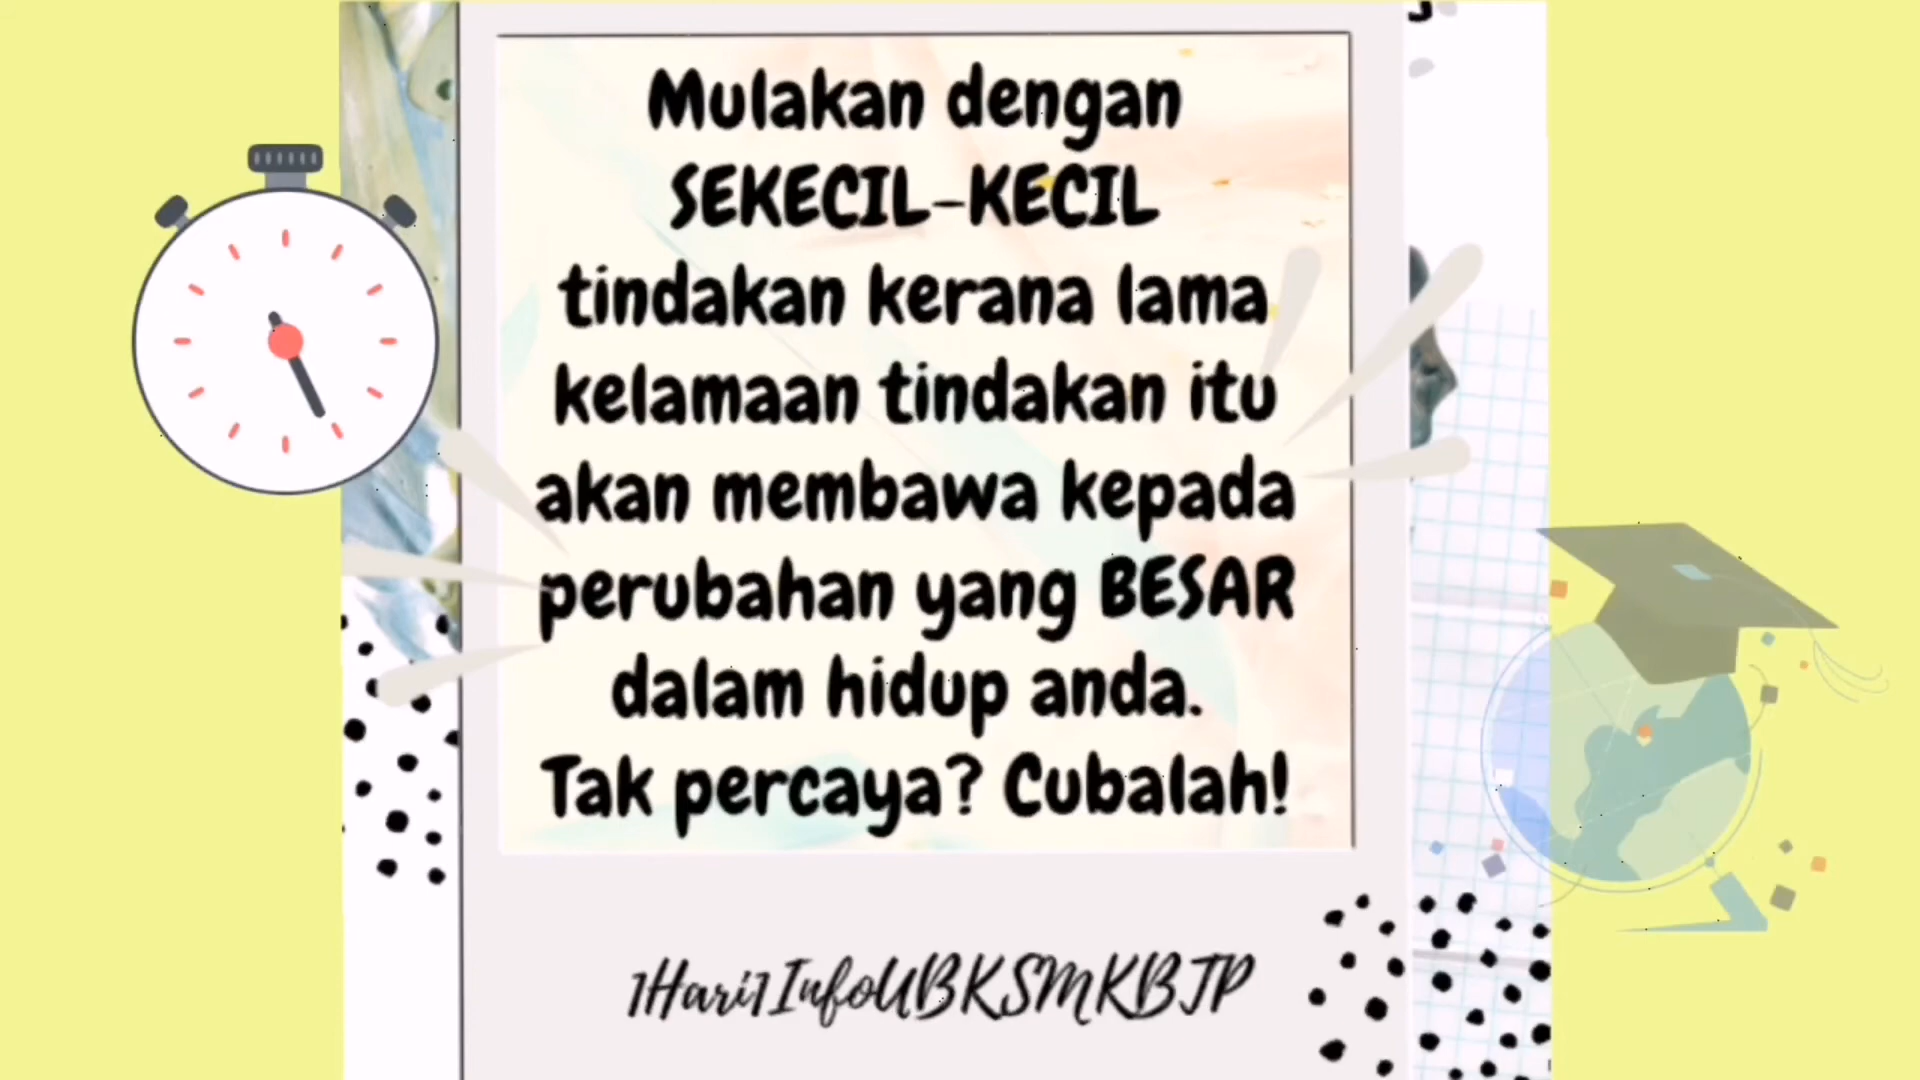 Mulakan dengan
SEKECIL-KECIL
tindakan kerana lama
kelamaan tindakan itu
akan membawa kepada
perubahan yang BESAR
dalam hidup anda.
Tak percaya? Cubalah!
1Hari1InfoUBKSMKBJP